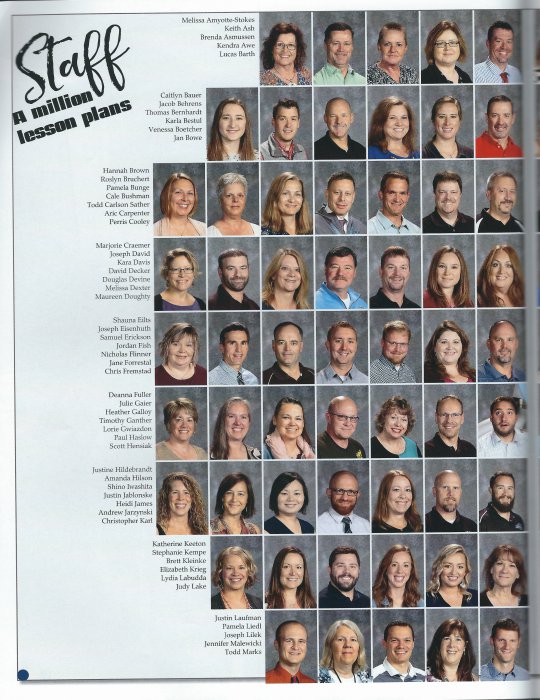 Staff
A million
lesson plans
Melissa Amyotte-Stokes
Keith Ash
Brenda Asmussen
Kendra Awe
Lucas Barth
Caitlyn Bauer
Jacob Behrens
Thomas Bernhardt
Karla Bestul
Venessa Boetcher
Jan Bowe
Hannah Brown
Roslyn Bruchert
Pamela Bunge
Cale Bushman
Todd Carlson Sather
Aric Carpenter
Perris Cooley
Marjorie Craemer
Joseph David
Kara Davis
David Decker
Douglas Devine
Melissa Dexter
Maureen Doughty
Shauna Eilts
Joseph Eisenhuth
Samuel Erickson
Jordan Fish
Nicholas Flinner
Jane Forrestal
Chris Fremstad
Deanna Fuller
Julie Gaier
Heather Galloy
Timothy Ganther
Lorie Gwiazdon
Paul Haslow
Scott Hensiak
Justine Hildebrandt
Amanda Hilson
Shino Iwashita
Justin Jablonske
Heidi James
Andrew Jarzynski
Christopher Karl
Katherine Keeton
Stephanie Kempe
Brett Kleinke
Elizabeth Krieg
Lydia Labudda
Judy Lake
Justin Laufman
Pamela Liedl
Joseph Lilek
Jennifer Malewicki
Todd Marks